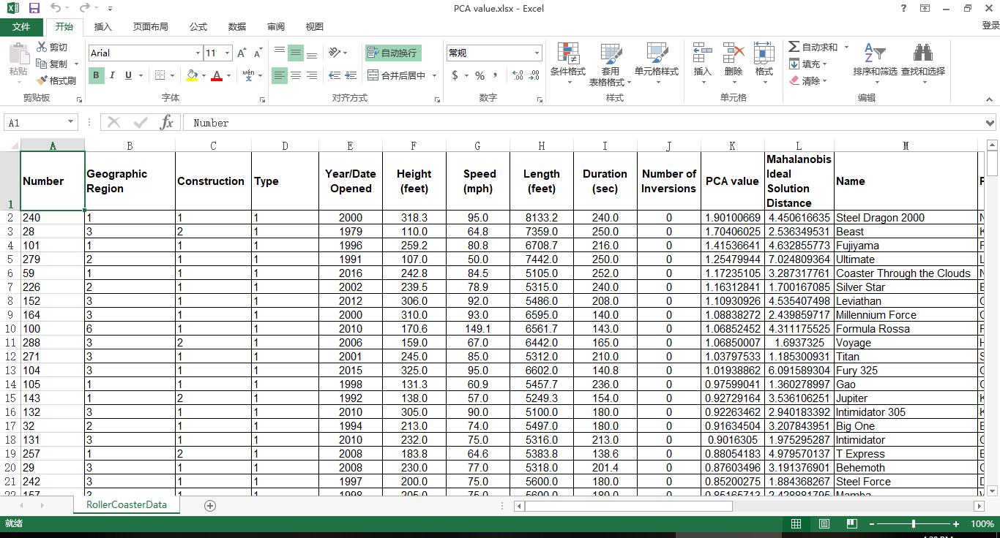 PCA value.xlsx - Excel
登录
文件 开始 插入 页面布局 公式 数据 审阅 视图
粘贴 剪切 复制 格式刷 剪贴板
Arial 11 B I U A wén 字体
自动换行 合并后居中 对齐方式
常规 $ % , 数字
条件格式 套用表格格式 单元格样式 样式
插入 删除 格式 单元格
自动求和 填充 清除 排序和筛选 查找和选择 编辑
A1 fx Number
A B C D E F G H I J K L M
1 Number Geographic Region Construction Type Year/Date Opened Height (feet) Speed (mph) Length (feet) Duration (sec) Number of Inversions PCA value Mahalanobis Ideal Solution Distance Name
2 240 1 1 1 2000 318.3 95.0 8133.2 240.0 0 1.90100669 4.450616635 Steel Dragon 2000
3 28 3 2 1 1979 110.0 64.8 7359.0 250.0 0 1.70406025 2.536349531 Beast
4 101 1 1 1 1996 259.2 80.8 6708.7 216.0 0 1.41536641 4.632855773 Fujiyama
5 279 2 1 1 1991 107.0 50.0 7442.0 250.0 0 1.25479944 7.024809364 Ultimate
6 59 1 1 1 2016 242.8 84.5 5105.0 252.0 0 1.17235105 3.287317761 Coaster Through the Clouds
7 226 2 1 1 2002 239.5 78.9 5315.0 240.0 0 1.16312841 1.700167085 Silver Star
8 152 3 1 1 2012 306.0 92.0 5486.0 208.0 0 1.10930926 4.535407498 Leviathan
9 164 3 1 1 2000 310.0 93.0 6595.0 140.0 0 1.08838272 2.439859717 Millennium Force
10 100 6 1 1 2010 170.6 149.1 6561.7 143.0 0 1.06852452 4.311175525 Formula Rossa
11 288 3 2 1 2006 159.0 67.0 6442.0 165.0 0 1.06850007 1.6937325 Voyage
12 271 3 1 1 2001 245.0 85.0 5312.0 210.0 0 1.03797533 1.185300931 Titan
13 104 3 1 1 2015 325.0 95.0 6602.0 140.8 0 1.01938862 6.091589304 Fury 325
14 105 1 1 1 1998 131.3 60.9 5457.7 236.0 0 0.97599041 1.360278997 Gao
15 143 1 2 1 1992 138.0 57.0 5249.3 154.0 0 0.92729164 3.536106251 Jupiter
16 132 3 1 1 2010 305.0 90.0 5100.0 180.0 0 0.92263462 2.940183392 Intimidator 305
17 32 2 1 1 1994 213.0 74.0 5497.0 180.0 0 0.91634504 3.207843951 Big One
18 131 3 1 1 2010 232.0 75.0 5316.0 213.0 0 0.9016305 1.975295287 Intimidator
19 257 1 2 1 2008 183.8 64.6 5383.8 138.6 0 0.88054183 4.979570137 T Express
20 29 3 1 1 2008 230.0 77.0 5318.0 201.4 0 0.87603496 3.191376901 Behemoth
21 242 3 1 1 1997 200.0 75.0 5600.0 180.0 0 0.85200275 1.884368267 Steel Force
RollerCoasterData
就绪 100%